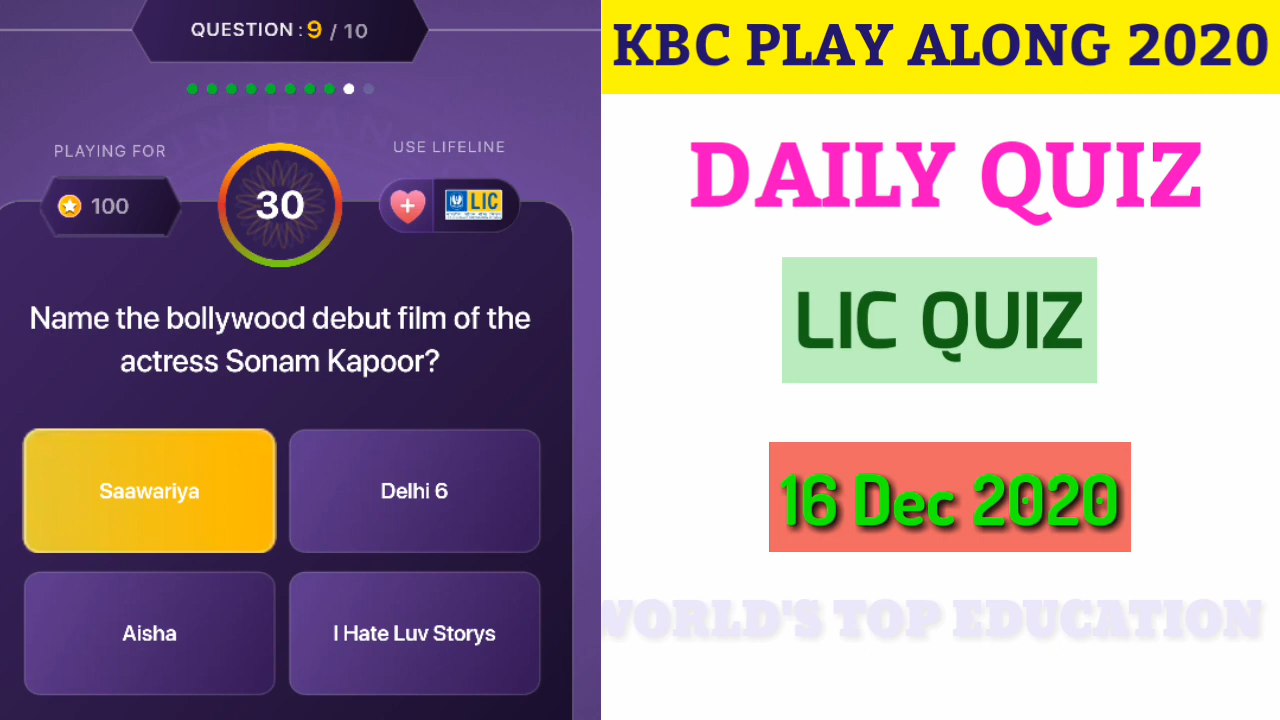 QUESTION : 9 / 10
PLAYING FOR
100
30
USE LIFELINE
LIC
Name the bollywood debut film of the
actress Sonam Kapoor?
Saawariya
Delhi 6
Aisha
I Hate Luv Storys
KBC PLAY ALONG 2020
DAILY QUIZ
LIC QUIZ
16 Dec 2020
WORLD'S TOP EDUCATION